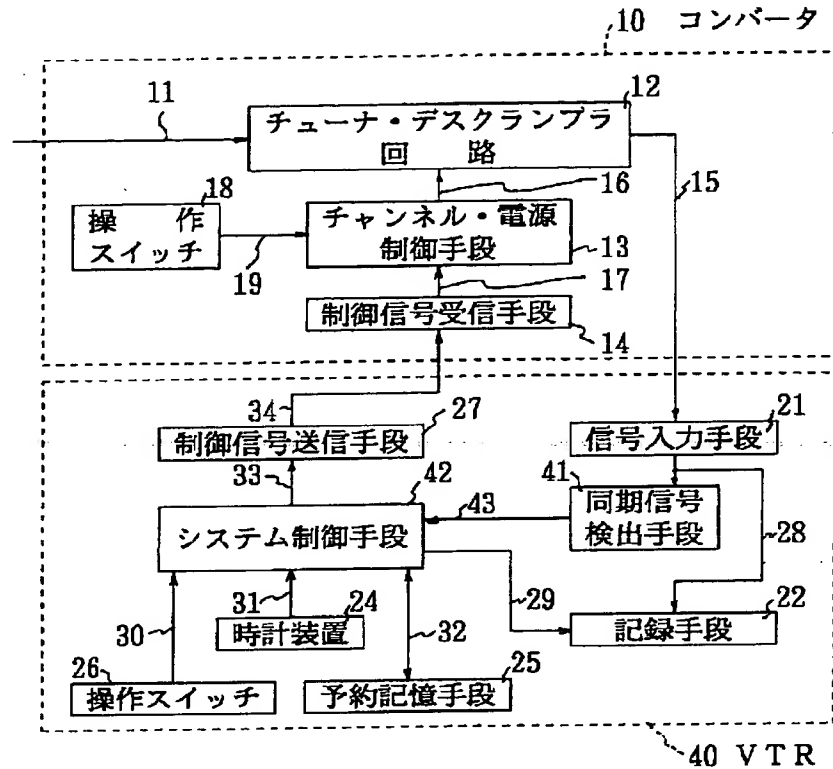 10 コンバータ
11
12
チューナ・デスクランブラ
回 路
16
15
18
操 作
スイッチ
19
チャンネル・電源
制御手段
13
17
制御信号受信手段
14
34
27
制御信号送信手段
21
信号入力手段
33
42
41
システム制御手段
43
同期信号
検出手段
28
30
31
24
時計装置
32
29
22
記録手段
26
操作スイッチ
25
予約記憶手段
40 VTR